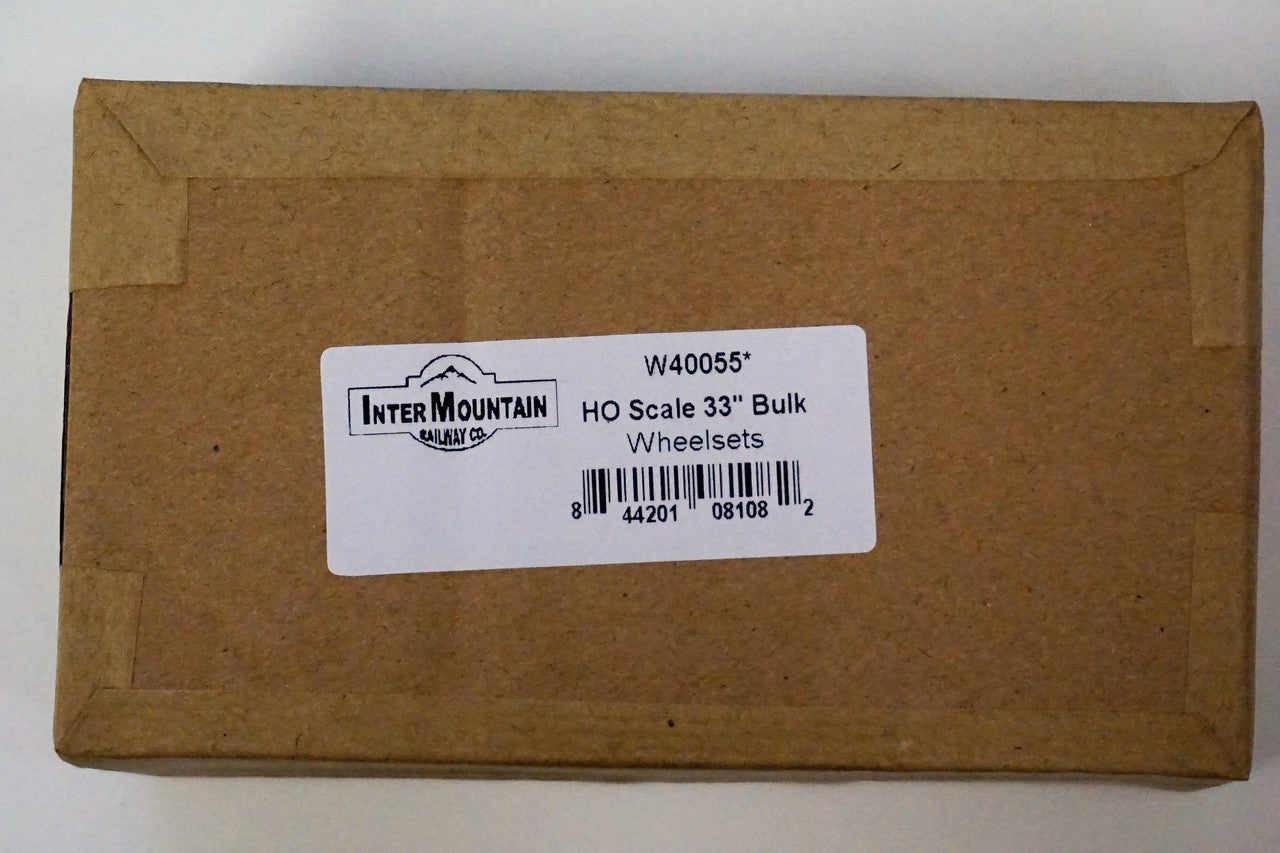 INTER MOUNTAIN
RAILWAY CO.
W40055*
HO Scale 33" Bulk
Wheelsets
8 44201 08108 2